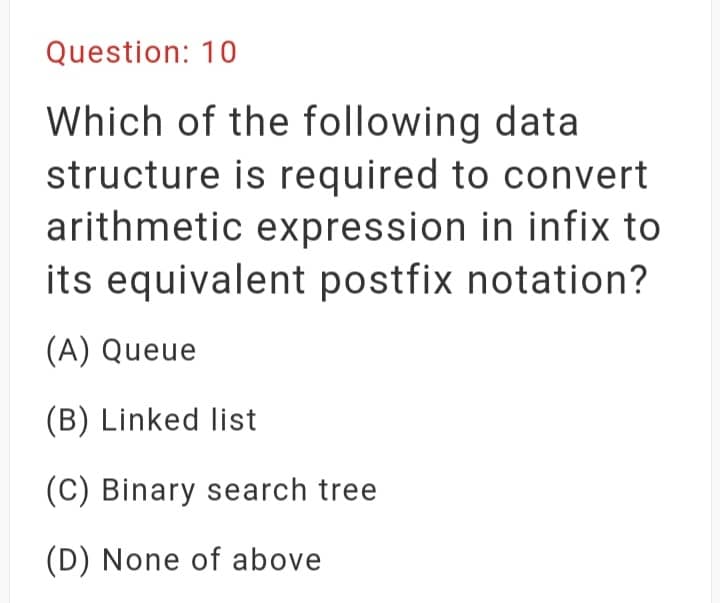 Question: 10
Which of the following data
structure is required to convert
arithmetic expression in infix to
its equivalent postfix notation?
(A) Queue
(B) Linked list
(C) Binary search tree
(D) None of above